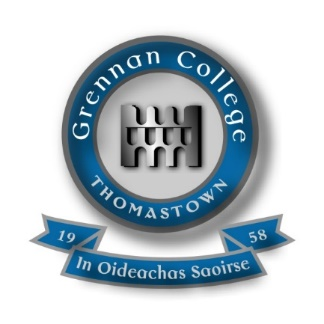 Grennan College
THOMASTOWN
19 58
In Oideachas Saoirse